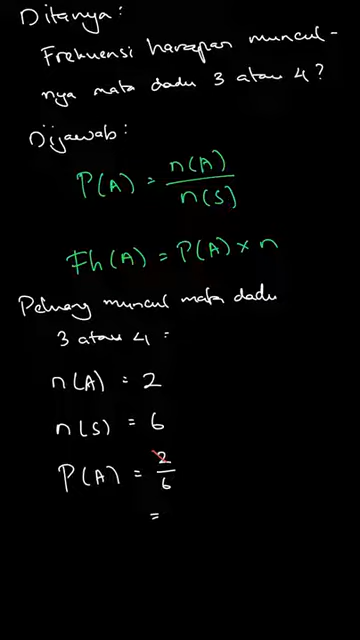 Ditanya:
Frekuensi harapan muncul-
nya mata dadu 3 atau 4?
Dijawab:
P(A) = n(A)/n(S)
Fh(A) = P(A) × n
Peluang muncul mata dadu
3 atau 4 =
n(A) = 2
n(S) = 6
P(A) = 2/6
=